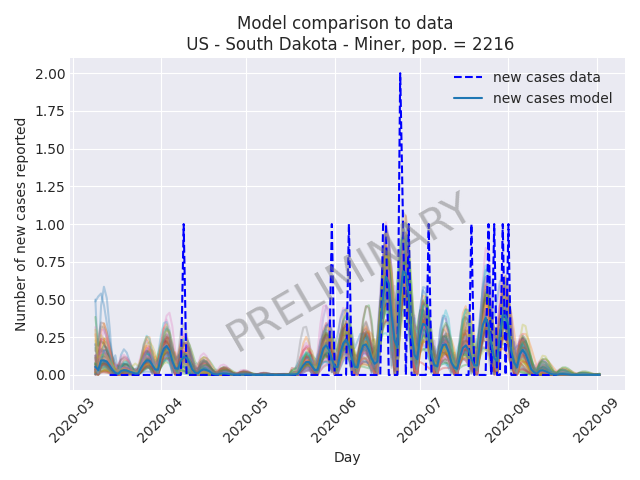 Model comparison to data
US - South Dakota - Miner, pop. = 2216
new cases data
new cases model
Number of new cases reported
2.00
1.75
1.50
1.25
1.00
0.75
0.50
0.25
0.00
PRELIMINARY
2020-03
2020-04
2020-05
2020-06
2020-07
2020-08
2020-09
Day